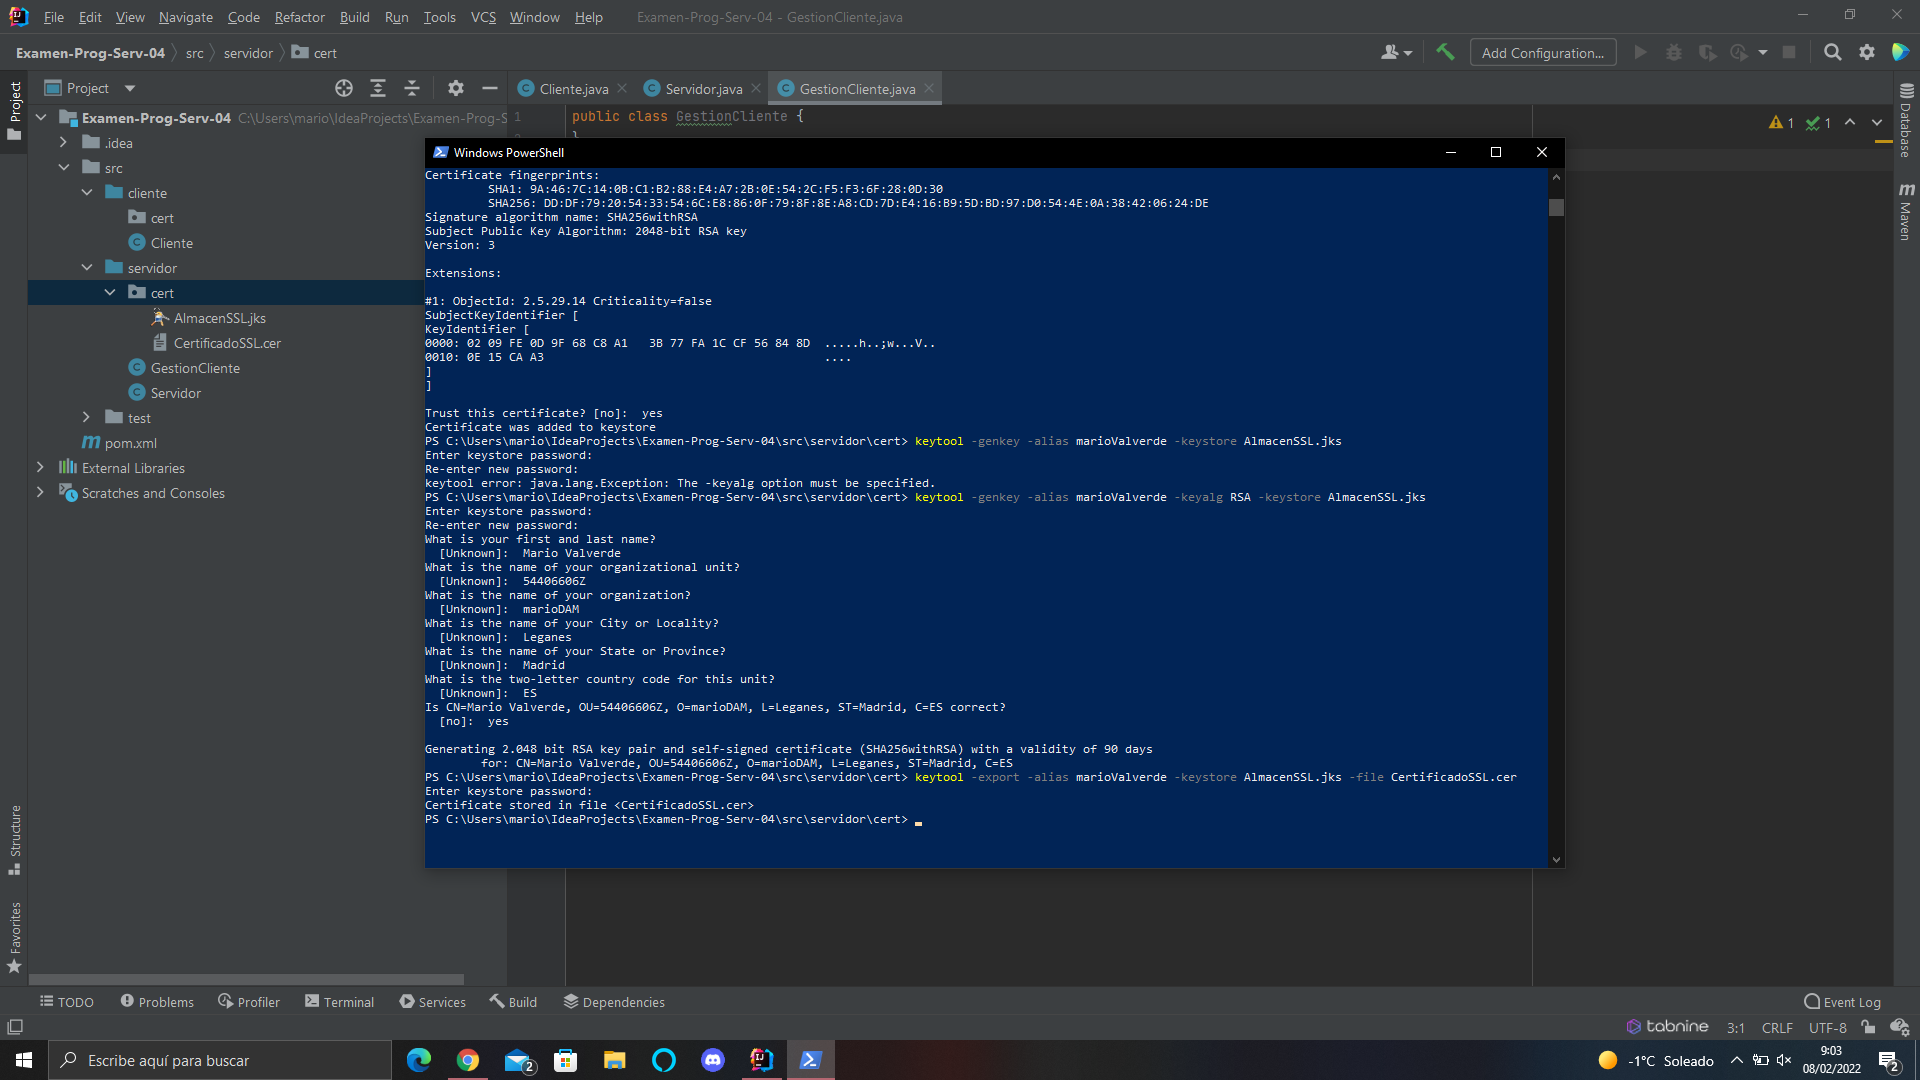 File Edit View Navigate Code Refactor Build Run Tools VCS Window Help Examen-Prog-Serv-04 - GestionCliente.java
Examen-Prog-Serv-04 src servidor cert Add Configuration...
Project Cliente.java Servidor.java GestionCliente.java
Project
Examen-Prog-Serv-04 C:\Users\mario\IdeaProjects\Examen-Prog-S
.idea
src
cliente
cert
Cliente
servidor
cert
AlmacenSSL.jks
CertificadoSSL.cer
GestionCliente
Servidor
test
pom.xml
External Libraries
Scratches and Consoles
1 public class GestionCliente {
1 1
Database
Maven
Windows PowerShell
Certificate fingerprints:
SHA1: 9A:46:7C:14:0B:C1:B2:88:E4:A7:2B:0E:54:2C:F5:F3:6F:28:0D:30
SHA256: DD:DF:79:20:54:33:54:6C:E8:86:0F:79:8F:8E:A8:CD:7D:E4:16:B9:5D:BD:97:D0:54:4E:0A:38:42:06:24:DE
Signature algorithm name: SHA256withRSA
Subject Public Key Algorithm: 2048-bit RSA key
Version: 3
Extensions:
#1: ObjectId: 2.5.29.14 Criticality=false
SubjectKeyIdentifier [
KeyIdentifier [
0000: 02 09 FE 0D 9F 68 C8 A1   3B 77 FA 1C CF 56 84 8D  .....h..;w...V..
0010: 0E 15 CA A3                                        ....
]
]
Trust this certificate? [no]:  yes
Certificate was added to keystore
PS C:\Users\mario\IdeaProjects\Examen-Prog-Serv-04\src\servidor\cert> keytool -genkey -alias marioValverde -keystore AlmacenSSL.jks
Enter keystore password:
Re-enter new password:
keytool error: java.lang.Exception: The -keyalg option must be specified.
PS C:\Users\mario\IdeaProjects\Examen-Prog-Serv-04\src\servidor\cert> keytool -genkey -alias marioValverde -keyalg RSA -keystore AlmacenSSL.jks
Enter keystore password:
Re-enter new password:
What is your first and last name?
[Unknown]:  Mario Valverde
What is the name of your organizational unit?
[Unknown]:  54406606Z
What is the name of your organization?
[Unknown]:  marioDAM
What is the name of your City or Locality?
[Unknown]:  Leganes
What is the name of your State or Province?
[Unknown]:  Madrid
What is the two-letter country code for this unit?
[Unknown]:  ES
Is CN=Mario Valverde, OU=54406606Z, O=marioDAM, L=Leganes, ST=Madrid, C=ES correct?
[no]:  yes
Generating 2.048 bit RSA key pair and self-signed certificate (SHA256withRSA) with a validity of 90 days
for: CN=Mario Valverde, OU=54406606Z, O=marioDAM, L=Leganes, ST=Madrid, C=ES
PS C:\Users\mario\IdeaProjects\Examen-Prog-Serv-04\src\servidor\cert> keytool -export -alias marioValverde -keystore AlmacenSSL.jks -file CertificadoSSL.cer
Enter keystore password:
Certificate stored in file <CertificadoSSL.cer>
PS C:\Users\mario\IdeaProjects\Examen-Prog-Serv-04\src\servidor\cert>
Structure
Favorites
TODO Problems Profiler Terminal Services Build Dependencies Event Log
tabnine 3:1 CRLF UTF-8
Escribe aquí para buscar 2 -1°C Soleado 9:03
08/02/2022 2